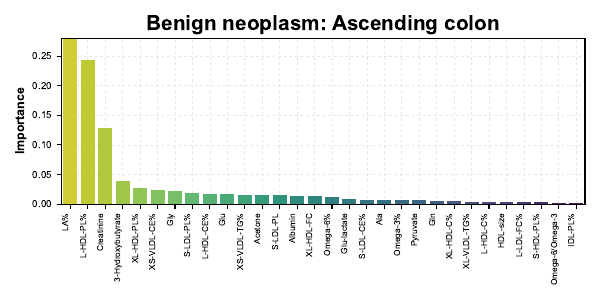 Benign neoplasm: Ascending colon
Importance
0.25
0.20
0.15
0.10
0.05
0.00
LA%
L-HDL-PL%
Creatinine
3-Hydroxybutyrate
XL-HDL-PL%
XS-VLDL-CE%
Gly
S-LDL-PL%
L-HDL-CE%
Glu
XS-VLDL-TG%
Acetone
S-LDL-PL
Albumin
XL-HDL-FC
Omega-6%
Glu-lactate
S-LDL-CE%
Ala
Omega-3%
Pyruvate
Gln
XL-HDL-C%
XL-VLDL-TG%
L-HDL-C%
HDL-size
L-LDL-FC%
S-HDL-PL%
Omega-6/Omega-3
IDL-PL%